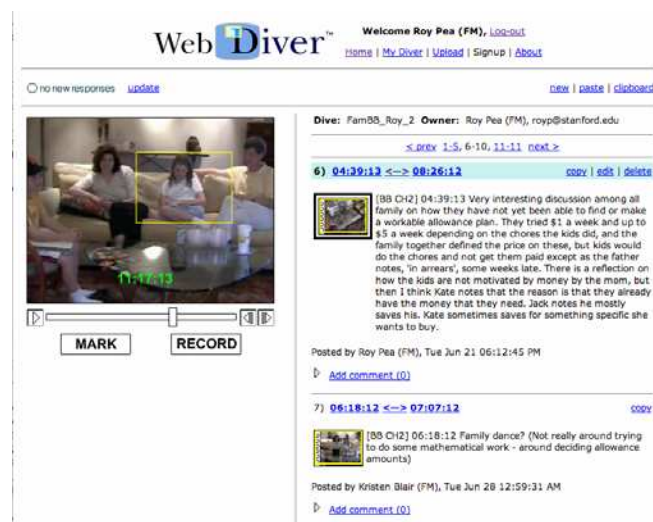 Web Diver™
Welcome Roy Pea (FM), Log-out
Home | My Diver | Upload | Signup | About
no new responses update
new | paste | clipboard
Dive: FamBB_Roy_2 Owner: Roy Pea (FM), royp@stanford.edu
< prev 1-5, 6-10, 11-11 next >
6) 04:39:13 <--> 08:26:12 copy | edit | delete
[BB CH2] 04:39:13 Very interesting discussion among all
family on how they have not yet been able to find or make
a workable allowance plan. They tried $1 a week and up to
$5 a week depending on the chores the kids did, and the
family together defined the price on these, but kids would
do the chores and not get them paid except as the father
notes, 'in arrears', some weeks late. There is a reflection on
how the kids are not motivated by money by the mom, but
then I think Kate notes that the reason is that they already
have the money that they need. Jack notes he mostly
saves his. Kate sometimes saves for something specific she
wants to buy.
Posted by Roy Pea (FM), Tue Jun 21 06:12:45 PM
Add comment (0)
7) 06:18:12 <--> 07:07:12 copy
[BB CH2] 06:18:12 Family dance? (Not really around trying
to do some mathematical work - around deciding allowance
amounts)
Posted by Kristen Blair (FM), Tue Jun 28 12:59:31 AM
Add comment (0)
11:17:13
MARK RECORD